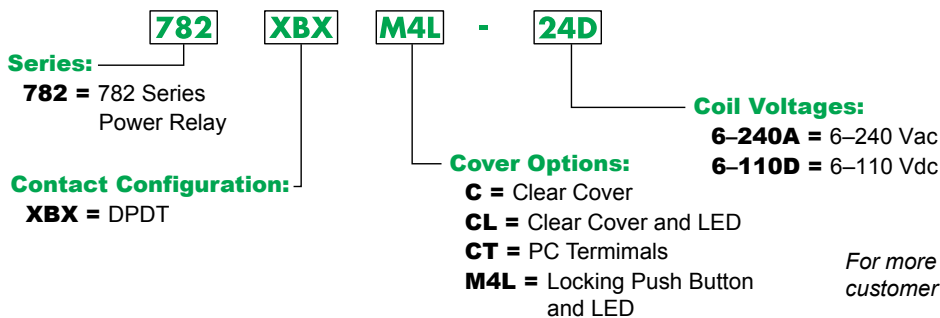 782 XBX M4L - 24D
Series:
782 = 782 Series
Power Relay
Contact Configuration:
XBX = DPDT
Cover Options:
C = Clear Cover
CL = Clear Cover and LED
CT = PC Termimals
M4L = Locking Push Button
and LED
Coil Voltages:
6–240A = 6–240 Vac
6–110D = 6–110 Vdc
For more
customer